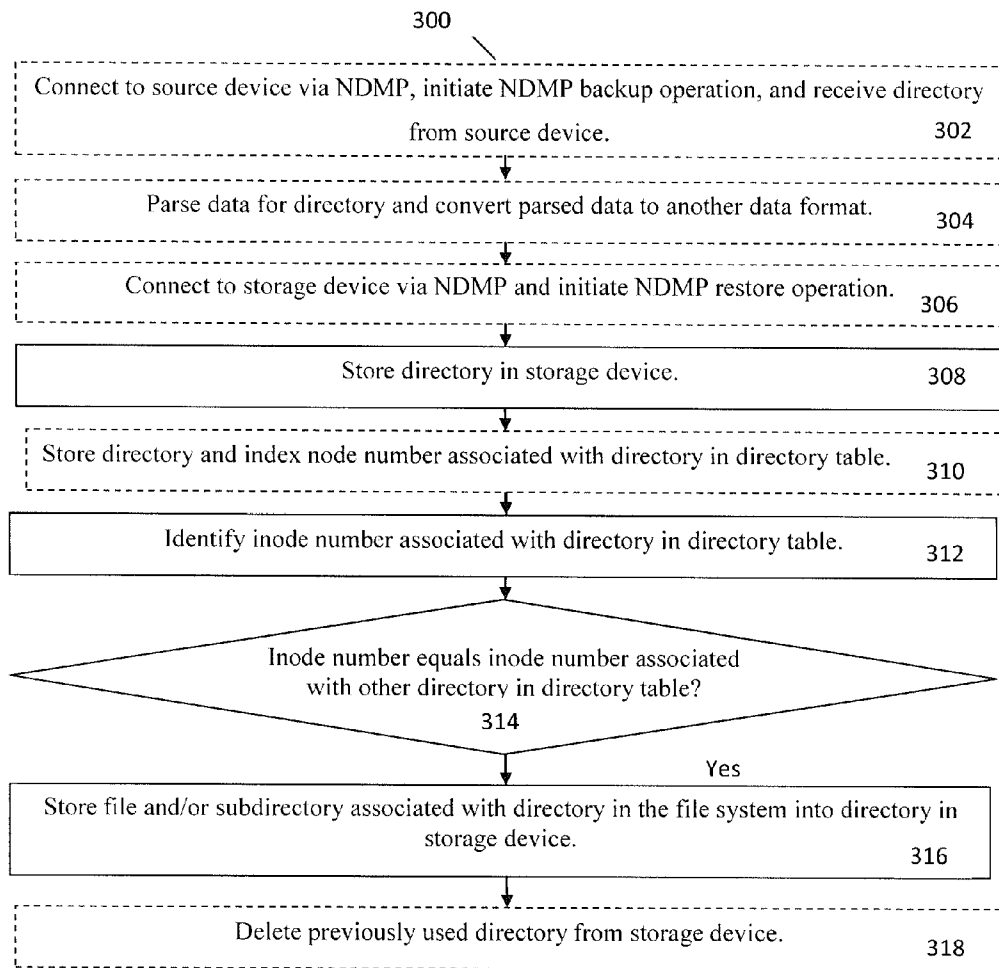 300
Connect to source device via NDMP, initiate NDMP backup operation, and receive directory
from source device.
302
Parse data for directory and convert parsed data to another data format.
304
Connect to storage device via NDMP and initiate NDMP restore operation.
306
Store directory in storage device.
308
Store directory and index node number associated with directory in directory table.
310
Identify inode number associated with directory in directory table.
312
Inode number equals inode number associated
with other directory in directory table?
314
Yes
Store file and/or subdirectory associated with directory in the file system into directory in
storage device.
316
Delete previously used directory from storage device.
318